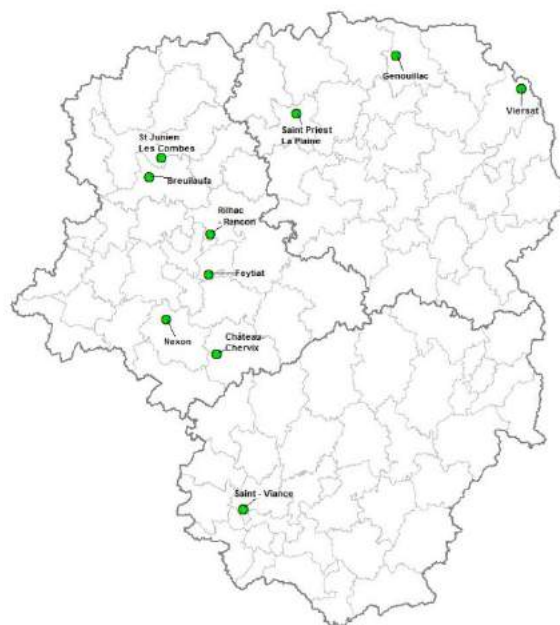 Genouillac
Viersat
Saint Priest
La Plaine
St Junien
Les Combes
Breuilaufa
Rilhac
Rancon
Feytiat
Nexon
Château-
Chervix
Saint - Viance